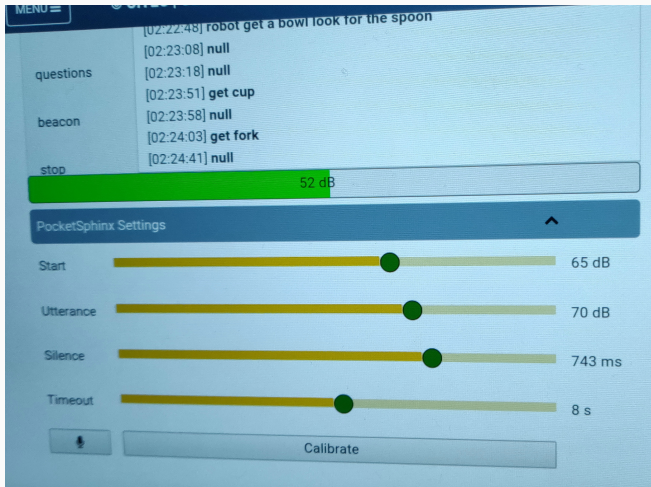 MENU
[02:22:48] robot get a bowl look for the spoon
[02:23:08] null
questions
[02:23:18] null
[02:23:51] get cup
beacon
[02:23:58] null
[02:24:03] get fork
stop
[02:24:41] null
52 dB
PocketSphinx Settings
Start 65 dB
Utterance 70 dB
Silence 743 ms
Timeout 8 s
Calibrate